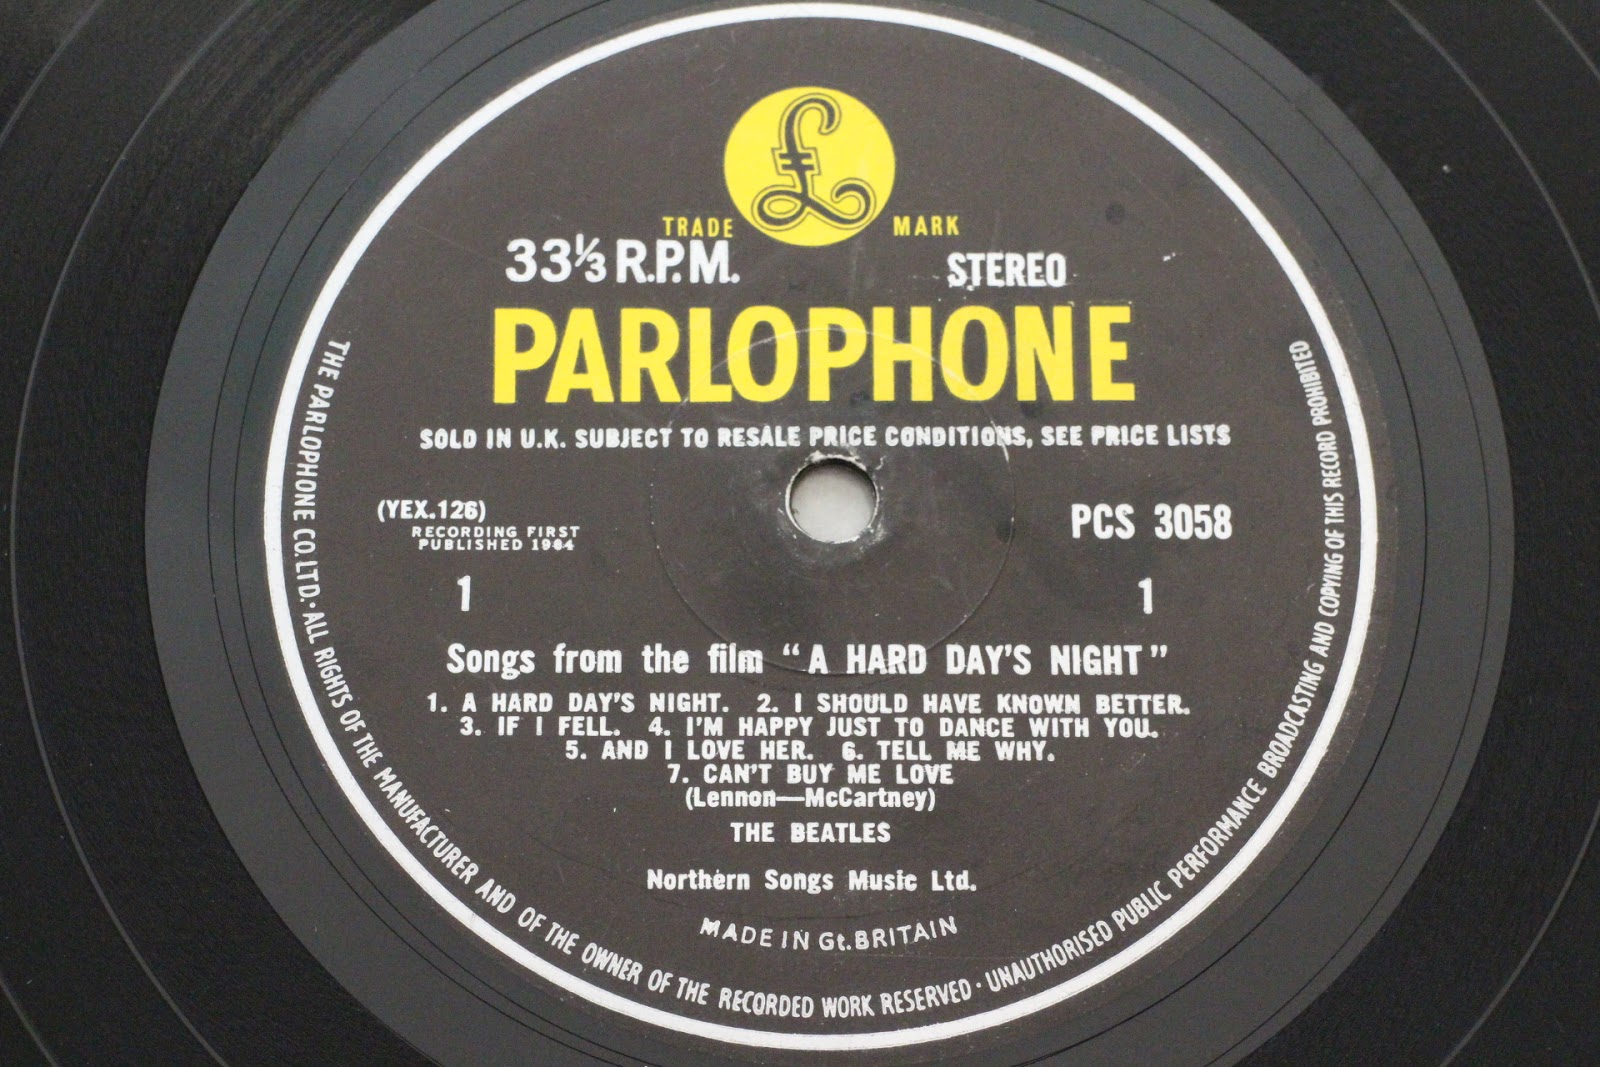 £
TRADE MARK
33⅓ R.P.M. STEREO
PARLOPHONE
SOLD IN U.K. SUBJECT TO RESALE PRICE CONDITIONS, SEE PRICE LISTS
(YEX.126) PCS 3058
RECORDING FIRST
PUBLISHED 1964
1 1
Songs from the film “A HARD DAY'S NIGHT”
1. A HARD DAY'S NIGHT. 2. I SHOULD HAVE KNOWN BETTER.
3. IF I FELL. 4. I'M HAPPY JUST TO DANCE WITH YOU.
5. AND I LOVE HER. 6. TELL ME WHY.
7. CAN'T BUY ME LOVE
(Lennon—McCartney)
THE BEATLES
Northern Songs Music Ltd.
MADE IN Gt. BRITAIN
THE PARLOPHONE CO. LTD. · ALL RIGHTS OF THE MANUFACTURER AND OF THE OWNER OF THE RECORDED WORK RESERVED · UNAUTHORISED PUBLIC PERFORMANCE BROADCASTING AND COPYING OF THIS RECORD PROHIBITED